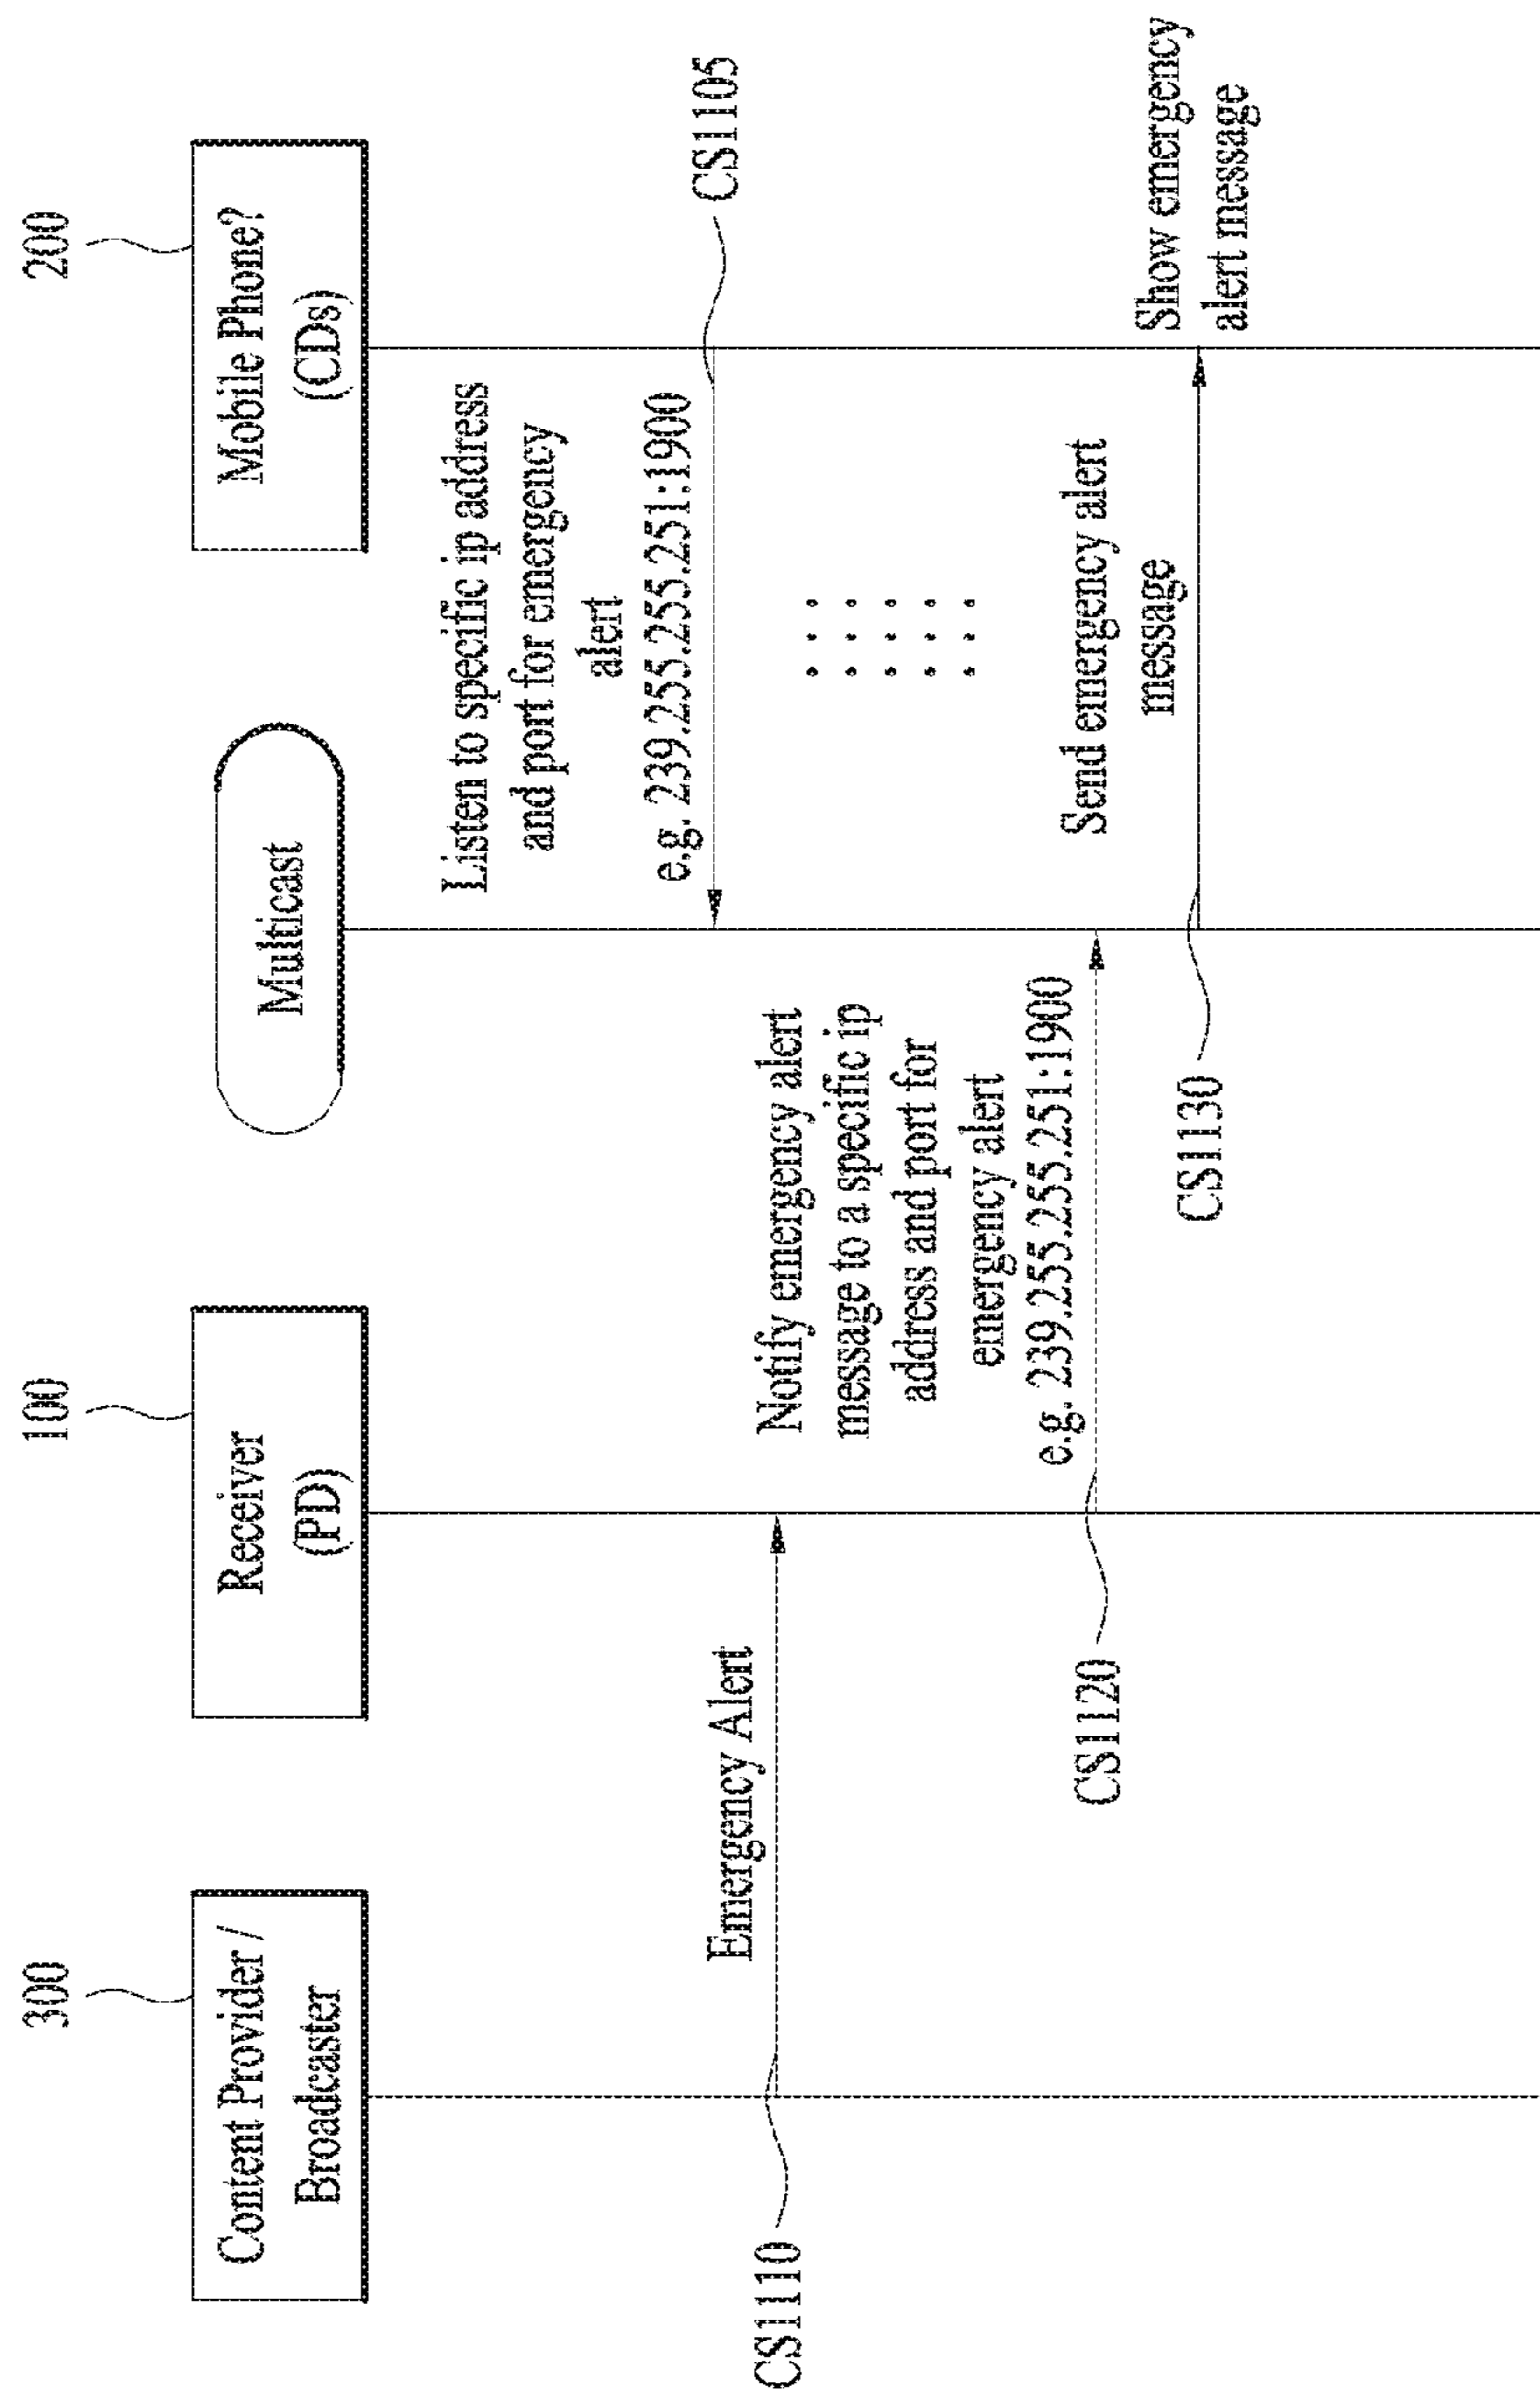 300
100
200
Content Provider /
Broadcaster
Receiver
(PD)
Multicast
Mobile Phone?
(CDs)
Listen to specific ip address
and port for emergency
alert
e.g. 239.255.255.251:1900
CS1105
Emergency Alert
CS1110
Notify emergency alert
message to a specific ip
address and port for
emergency alert
e.g. 239.255.255.251:1900
CS1120
Send emergency alert
message
CS1130
Show emergency
alert message